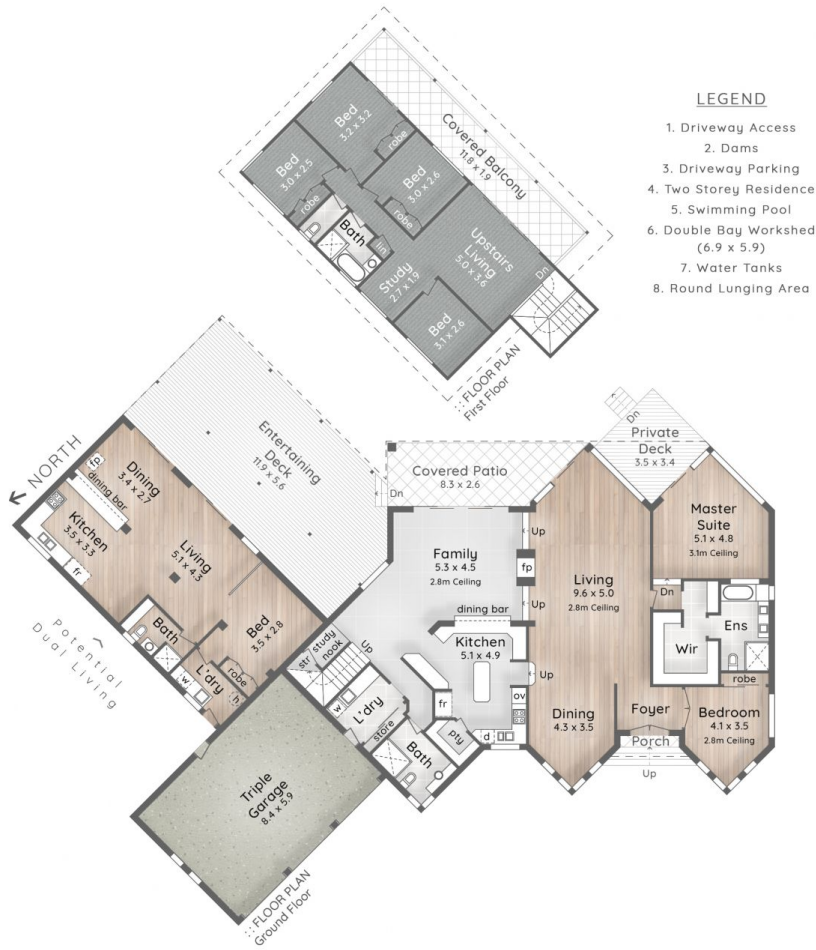 LEGEND
1. Driveway Access
2. Dams
3. Driveway Parking
4. Two Storey Residence
5. Swimming Pool
6. Double Bay Workshed
(6.9 x 5.9)
7. Water Tanks
8. Round Lunging Area
Bed
3.2 x 3.2
robe
Covered Balcony
11.8 x 1.9
Bed
3.0 x 2.5
robe
Bed
3.0 x 2.6
robe
Bath
lin
Upstairs
Living
5.0 x 3.6
Study
2.7 x 1.9
Dn
Bed
3.1 x 2.6
:: FLOOR PLAN
First Floor
NORTH
Entertaining
Deck
11.9 x 5.6
Dining
3.4 x 2.7
fp
dining bar
Kitchen
3.5 x 3.3
fr
Living
5.1 x 4.3
Bed
3.5 x 2.8
Bath
robe
L'dry
w
h
Potential
Dual Living
Dn
Private
Deck
3.5 x 3.4
Covered Patio
8.3 x 2.6
Dn
Up
Master
Suite
5.1 x 4.8
3.1m Ceiling
Family
5.3 x 4.5
2.8m Ceiling
fp
Living
9.6 x 5.0
2.8m Ceiling
Dn
Up
dining bar
Ens
Wir
study
nook
str
Up
Kitchen
5.1 x 4.9
Up
robe
fr
ov
L'dry
w
store
Bath
pty
d
Dining
4.3 x 3.5
Foyer
Porch
Up
Bedroom
4.1 x 3.5
2.8m Ceiling
Triple
Garage
8.4 x 5.9
:: FLOOR PLAN
Ground Floor